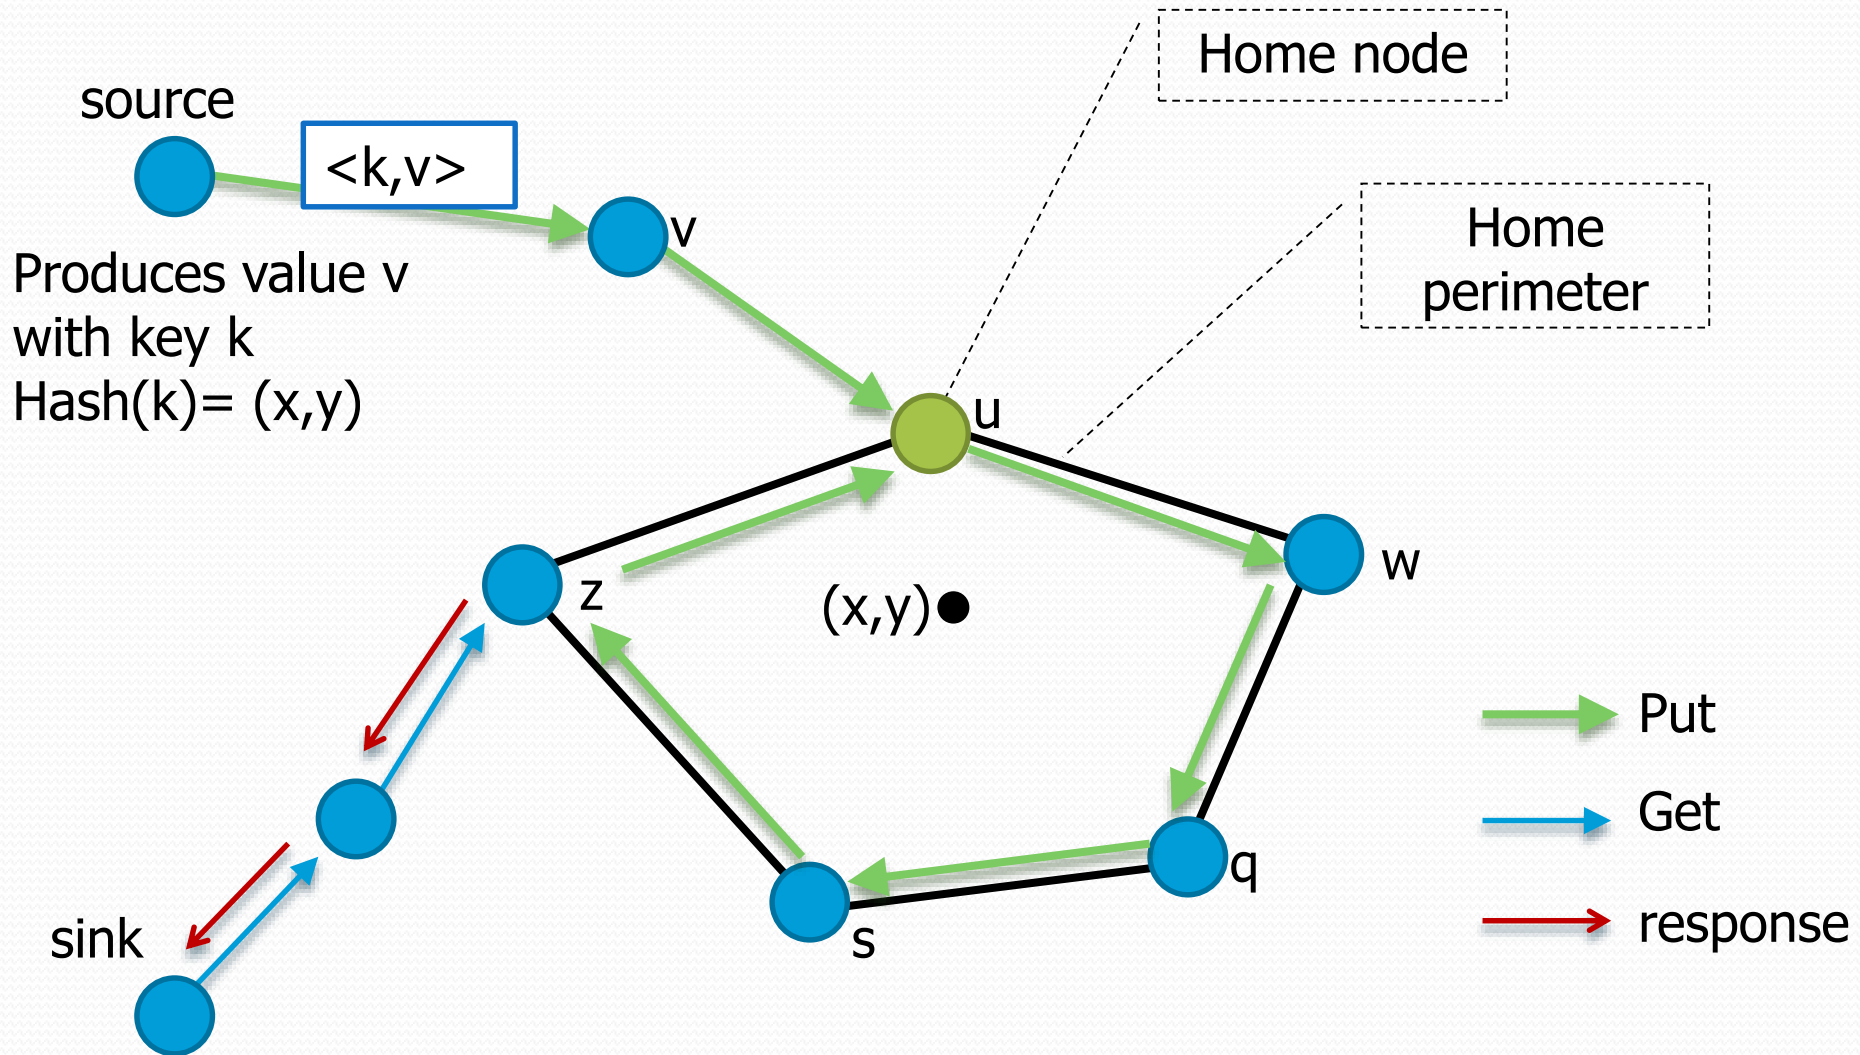 Home node
source
<k,v>
v
Home
perimeter
Produces value v
with key k
Hash(k)= (x,y)
u
w
z
(x,y)
Put
Get
q
s
sink
response